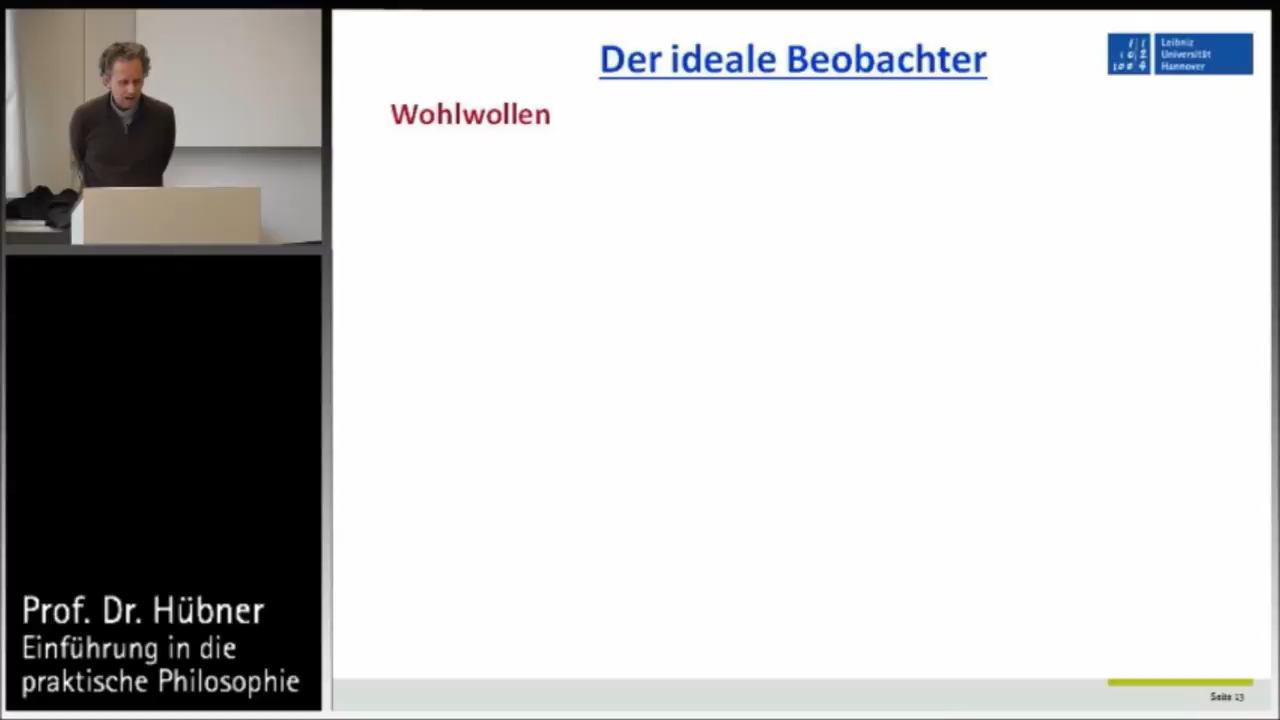 Der ideale Beobachter
Leibniz
Universität
Hannover
Wohlwollen
Prof. Dr. Hübner
Einführung in die
praktische Philosophie
Seite 13